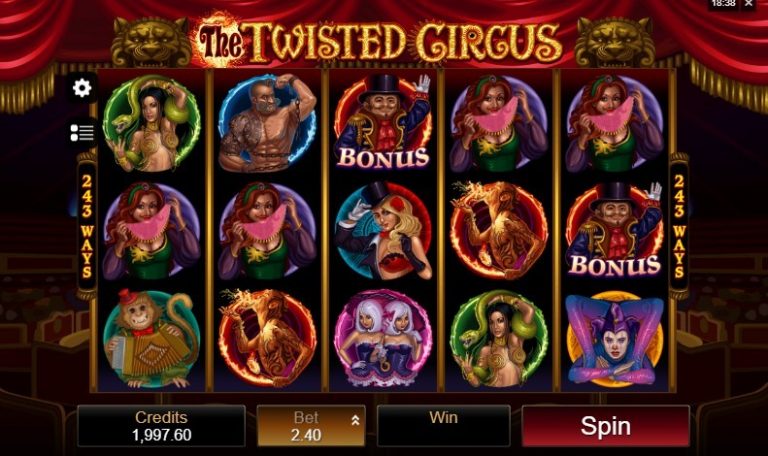 18:38 ×
The TWISTED CIRCUS
BONUS
243 WAYS
243 WAYS
BONUS
Credits
1,997.60
Bet
2.40
Win
Spin